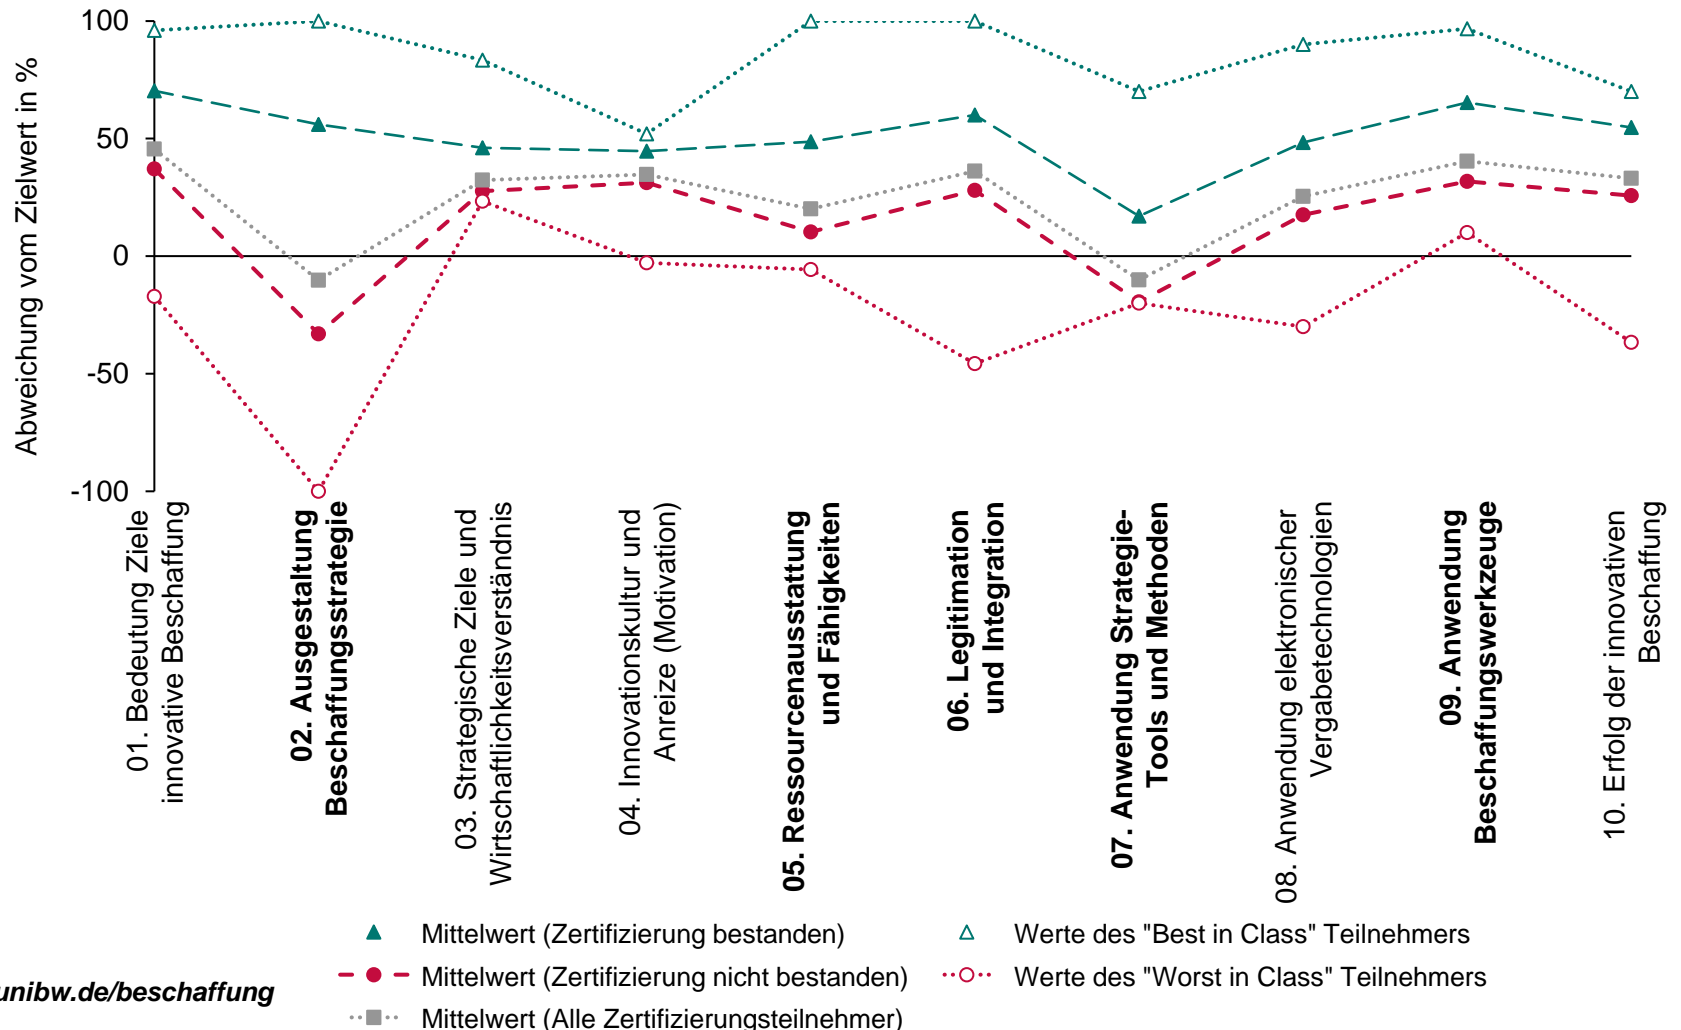 Abweichung vom Zielwert in %
100
50
0
-50
-100
01. Bedeutung Ziele
innovative Beschaffung
02. Ausgestaltung
Beschaffungsstrategie
03. Strategische Ziele und
Wirtschaftlichkeitsverständnis
04. Innovationskultur und
Anreize (Motivation)
05. Ressourcenausstattung
und Fähigkeiten
06. Legitimation
und Integration
07. Anwendung Strategie-
Tools und Methoden
08. Anwendung elektronischer
Vergabetechnologien
09. Anwendung
Beschaffungswerkzeuge
10. Erfolg der innovativen
Beschaffung
Mittelwert (Zertifizierung bestanden)
Werte des "Best in Class" Teilnehmers
Mittelwert (Zertifizierung nicht bestanden)
Werte des "Worst in Class" Teilnehmers
Mittelwert (Alle Zertifizierungsteilnehmer)
unibw.de/beschaffung